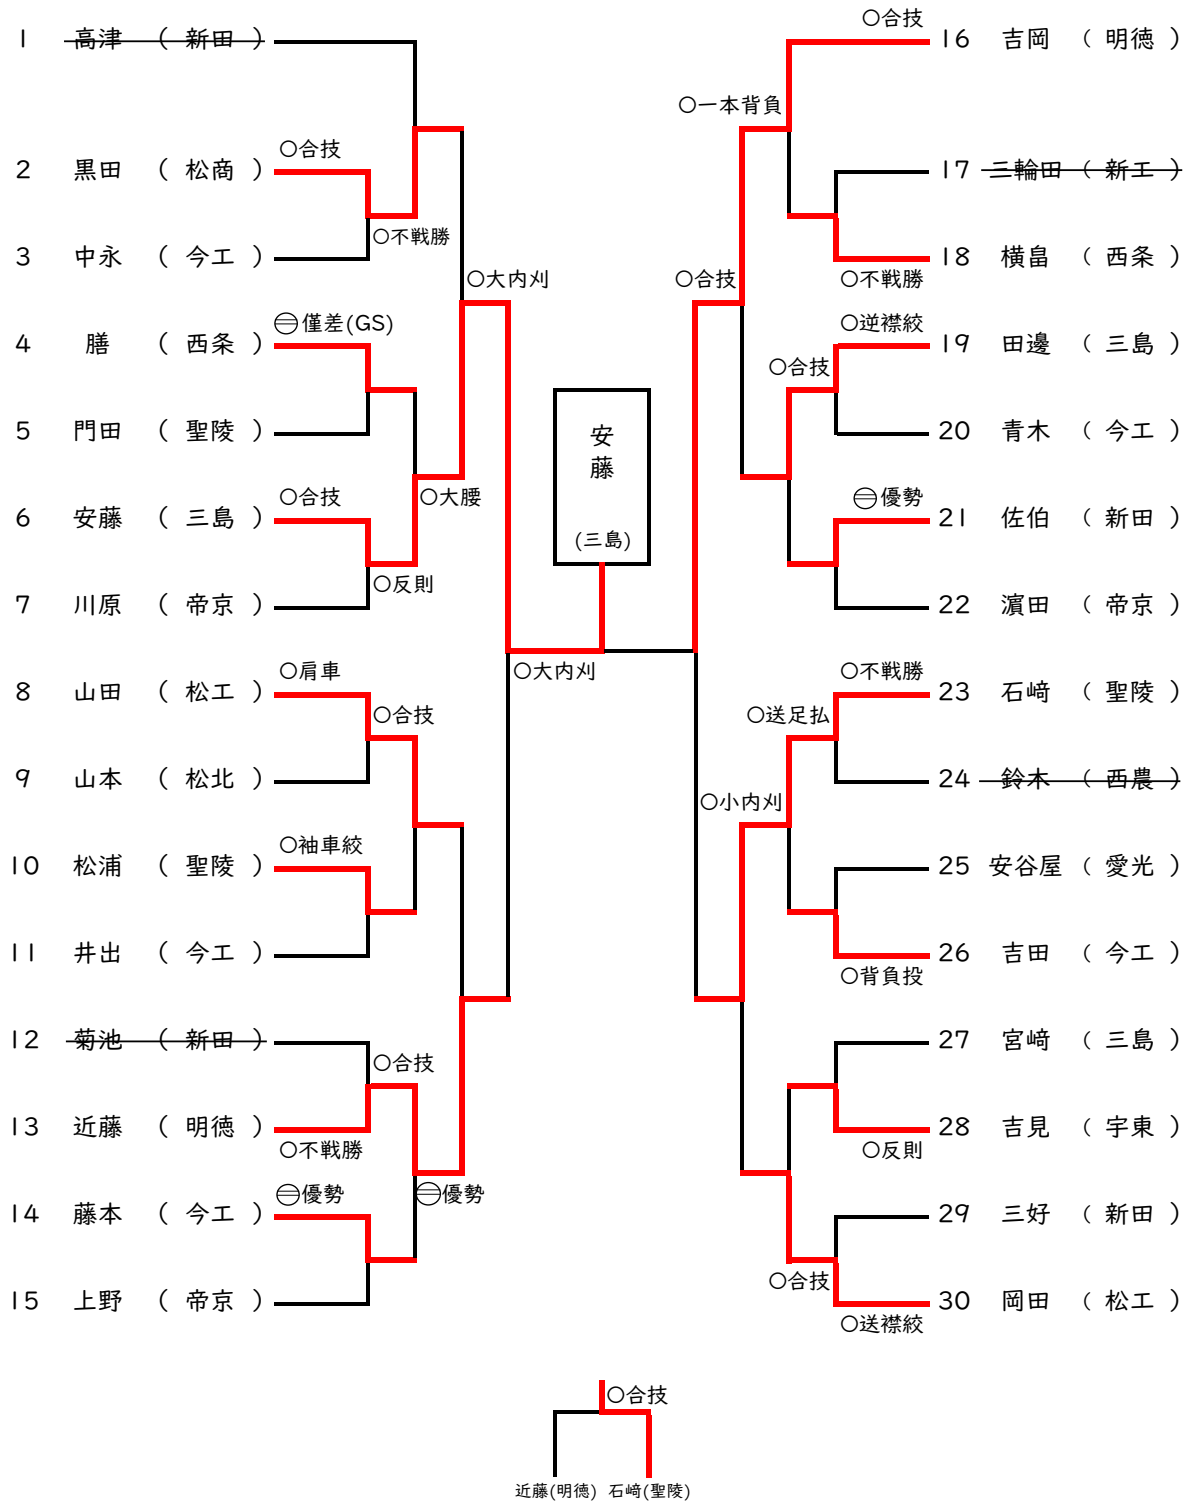 1 高津 ( 新田 )
○合技
2 黒田 ( 松商 )
○不戦勝
3 中永 ( 今工 )
○大内刈
⊖僅差(GS)
4 膳 ( 西条 )
5 門田 ( 聖陵 )
○合技
○大腰
6 安藤 ( 三島 )
○反則
7 川原 ( 帝京 )
○肩車
8 山田 ( 松工 )
○合技
9 山本 ( 松北 )
○袖車絞
10 松浦 ( 聖陵 )
11 井出 ( 今工 )
12 菊池 ( 新田 )
○合技
13 近藤 ( 明徳 )
○不戦勝
⊖優勢
⊖優勢
14 藤本 ( 今工 )
15 上野 ( 帝京 )
安藤
(三島)
○大内刈
○合技
16 吉岡 ( 明徳 )
○一本背負
17 三輪田 ( 新工 )
18 横畠 ( 西条 )
○合技
○不戦勝
○逆襟絞
19 田邊 ( 三島 )
○合技
20 青木 ( 今工 )
⊖優勢
21 佐伯 ( 新田 )
22 濵田 ( 帝京 )
○不戦勝
23 石﨑 ( 聖陵 )
○送足払
24 鈴木 ( 西農 )
○小内刈
25 安谷屋 ( 愛光 )
26 吉田 ( 今工 )
○背負投
27 宮﨑 ( 三島 )
28 吉見 ( 宇東 )
○反則
29 三好 ( 新田 )
○合技
30 岡田 ( 松工 )
○送襟絞
○合技
近藤(明徳) 石﨑(聖陵)